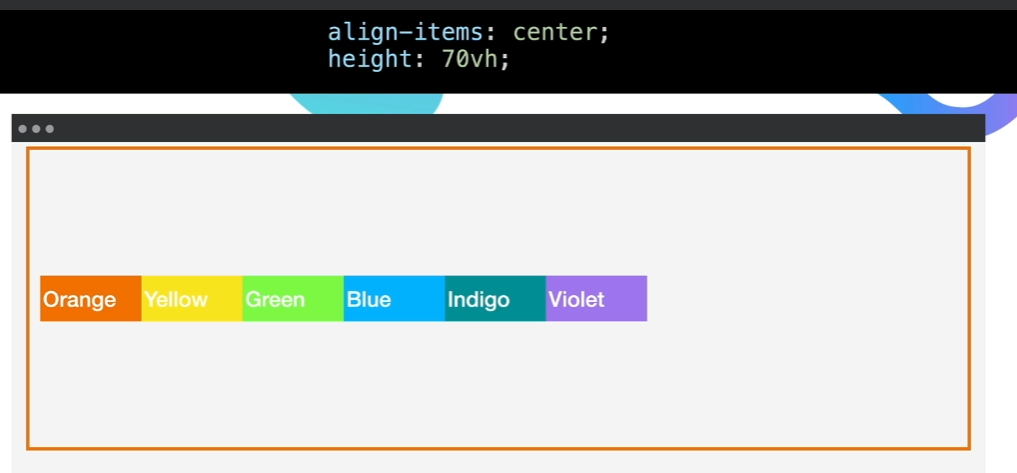 align-items: center;
height: 70vh;
Orange Yellow Green Blue Indigo Violet